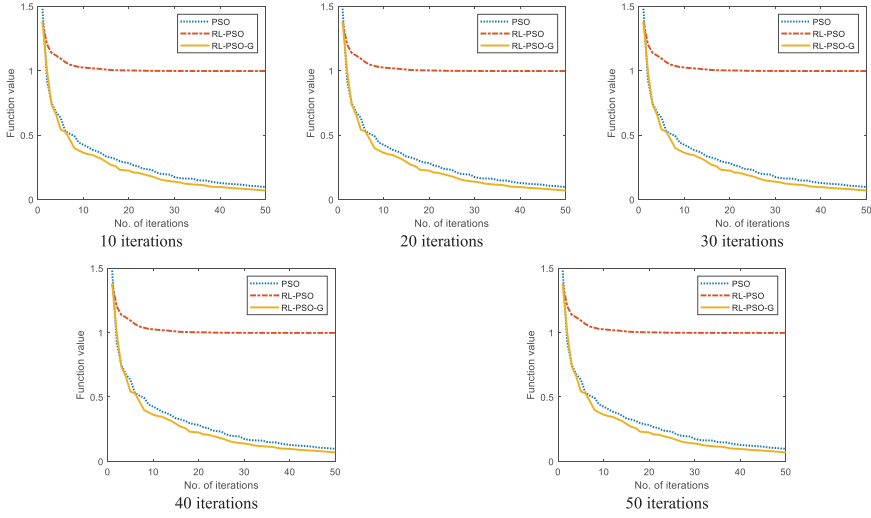 1.5
1
0.5
0
Function value
0
10
20
30
40
50
No. of iterations
PSO
RL-PSO
RL-PSO-G
10 iterations
1.5
1
0.5
0
Function value
0
10
20
30
40
50
No. of iterations
PSO
RL-PSO
RL-PSO-G
20 iterations
1.5
1
0.5
0
Function value
0
10
20
30
40
50
No. of iterations
PSO
RL-PSO
RL-PSO-G
30 iterations
1.5
1
0.5
0
Function value
0
10
20
30
40
50
No. of iterations
PSO
RL-PSO
RL-PSO-G
40 iterations
1.5
1
0.5
0
Function value
0
10
20
30
40
50
No. of iterations
PSO
RL-PSO
RL-PSO-G
50 iterations